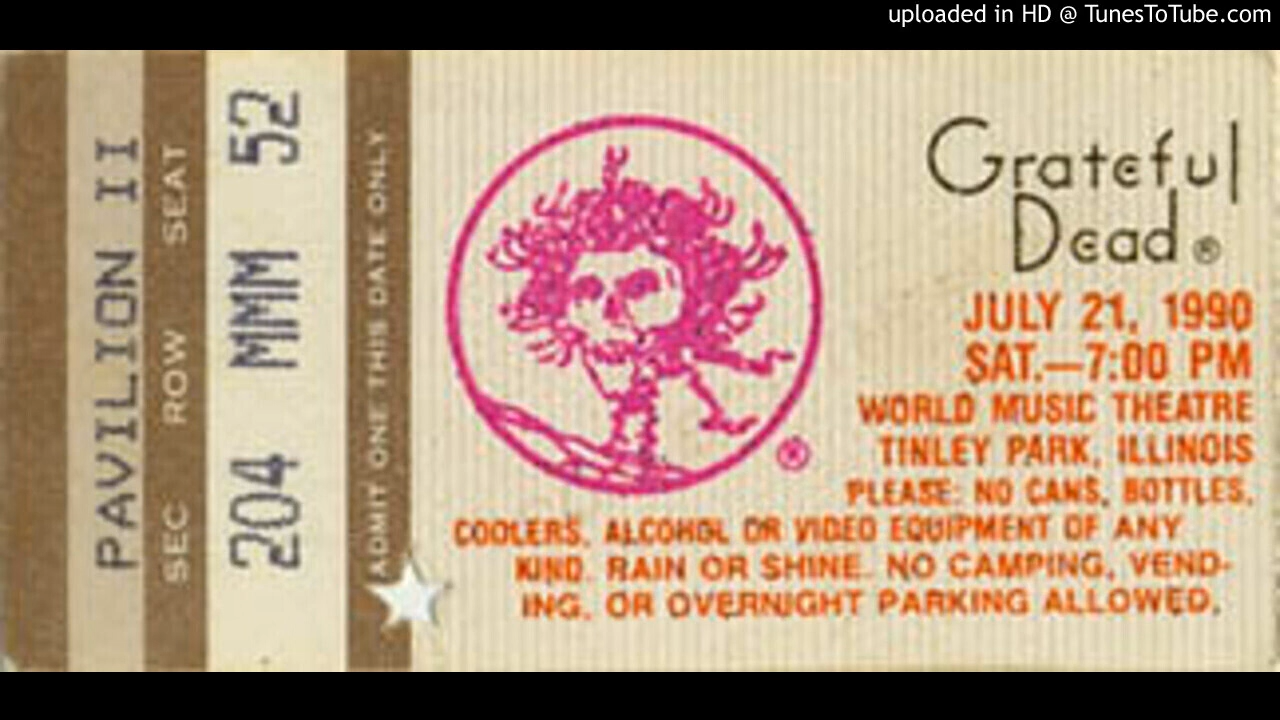 uploaded in HD @ TunesToTube.com
PAVILION II
SEC ROW SEAT
204 MMM 52
ADMIT ONE THIS DATE ONLY
Grateful
Dead ®
JULY 21, 1990
SAT.—7:00 PM
WORLD MUSIC THEATRE
TINLEY PARK, ILLINOIS
PLEASE: NO CANS, BOTTLES,
COOLERS, ALCOHOL OR VIDEO EQUIPMENT OF ANY
KIND. RAIN OR SHINE. NO CAMPING, VEND-
ING, OR OVERNIGHT PARKING ALLOWED.
®